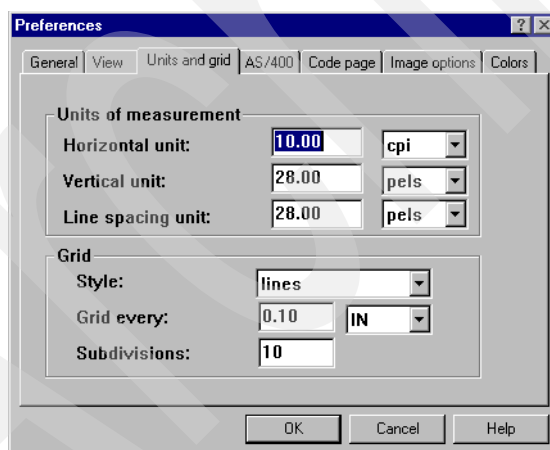 Preferences
General View Units and grid AS/400 Code page Image options Colors
Units of measurement
Horizontal unit: 10.00 cpi
Vertical unit: 28.00 pels
Line spacing unit: 28.00 pels
Grid
Style: lines
Grid every: 0.10 IN
Subdivisions: 10
OK Cancel Help